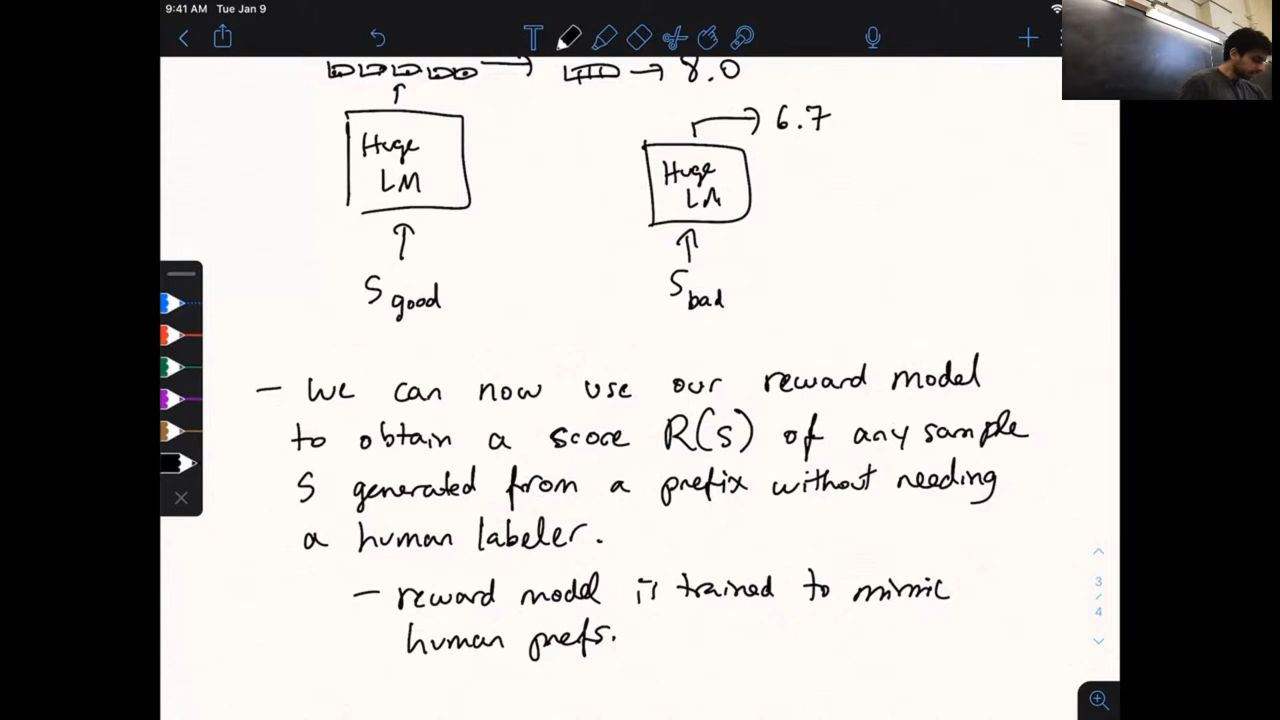 9:41 AM Tue Jan 9
T
8.0
6.7
Huge
LM
Huge
LM
S good
S bad
- We can now use our reward model
to obtain a score R(s) of any sample
S generated from a prefix without needing
a human labeler.
- reward model is trained to mimic
human prefs.
3
/
4